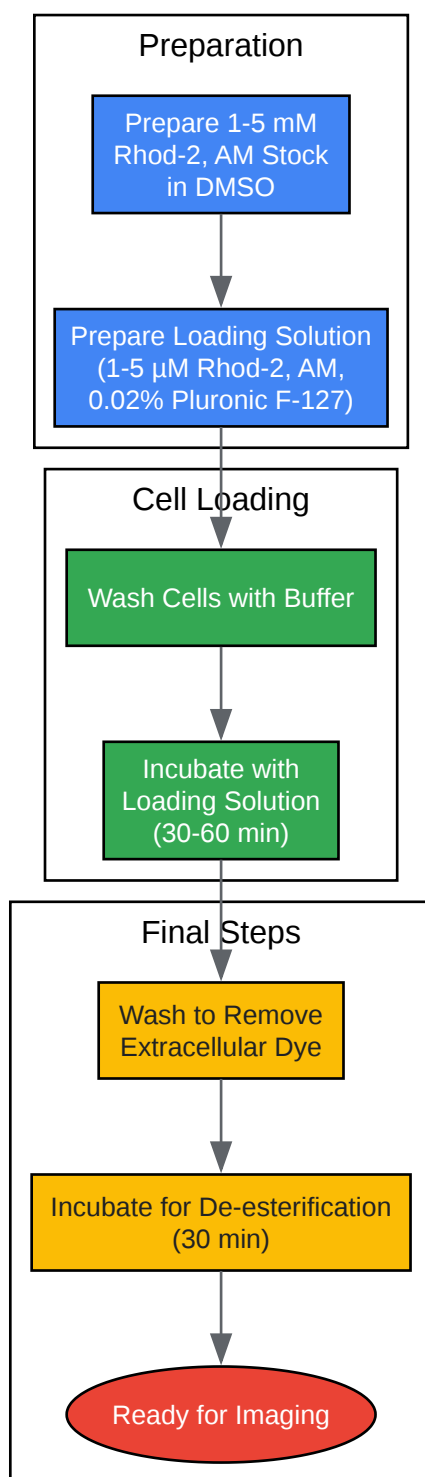 Preparation
Prepare 1-5 mM
Rhod-2, AM Stock
in DMSO
Prepare Loading Solution
(1-5 µM Rhod-2, AM,
0.02% Pluronic F-127)
Cell Loading
Wash Cells with Buffer
Incubate with
Loading Solution
(30-60 min)
Final Steps
Wash to Remove
Extracellular Dye
Incubate for De-esterification
(30 min)
Ready for Imaging